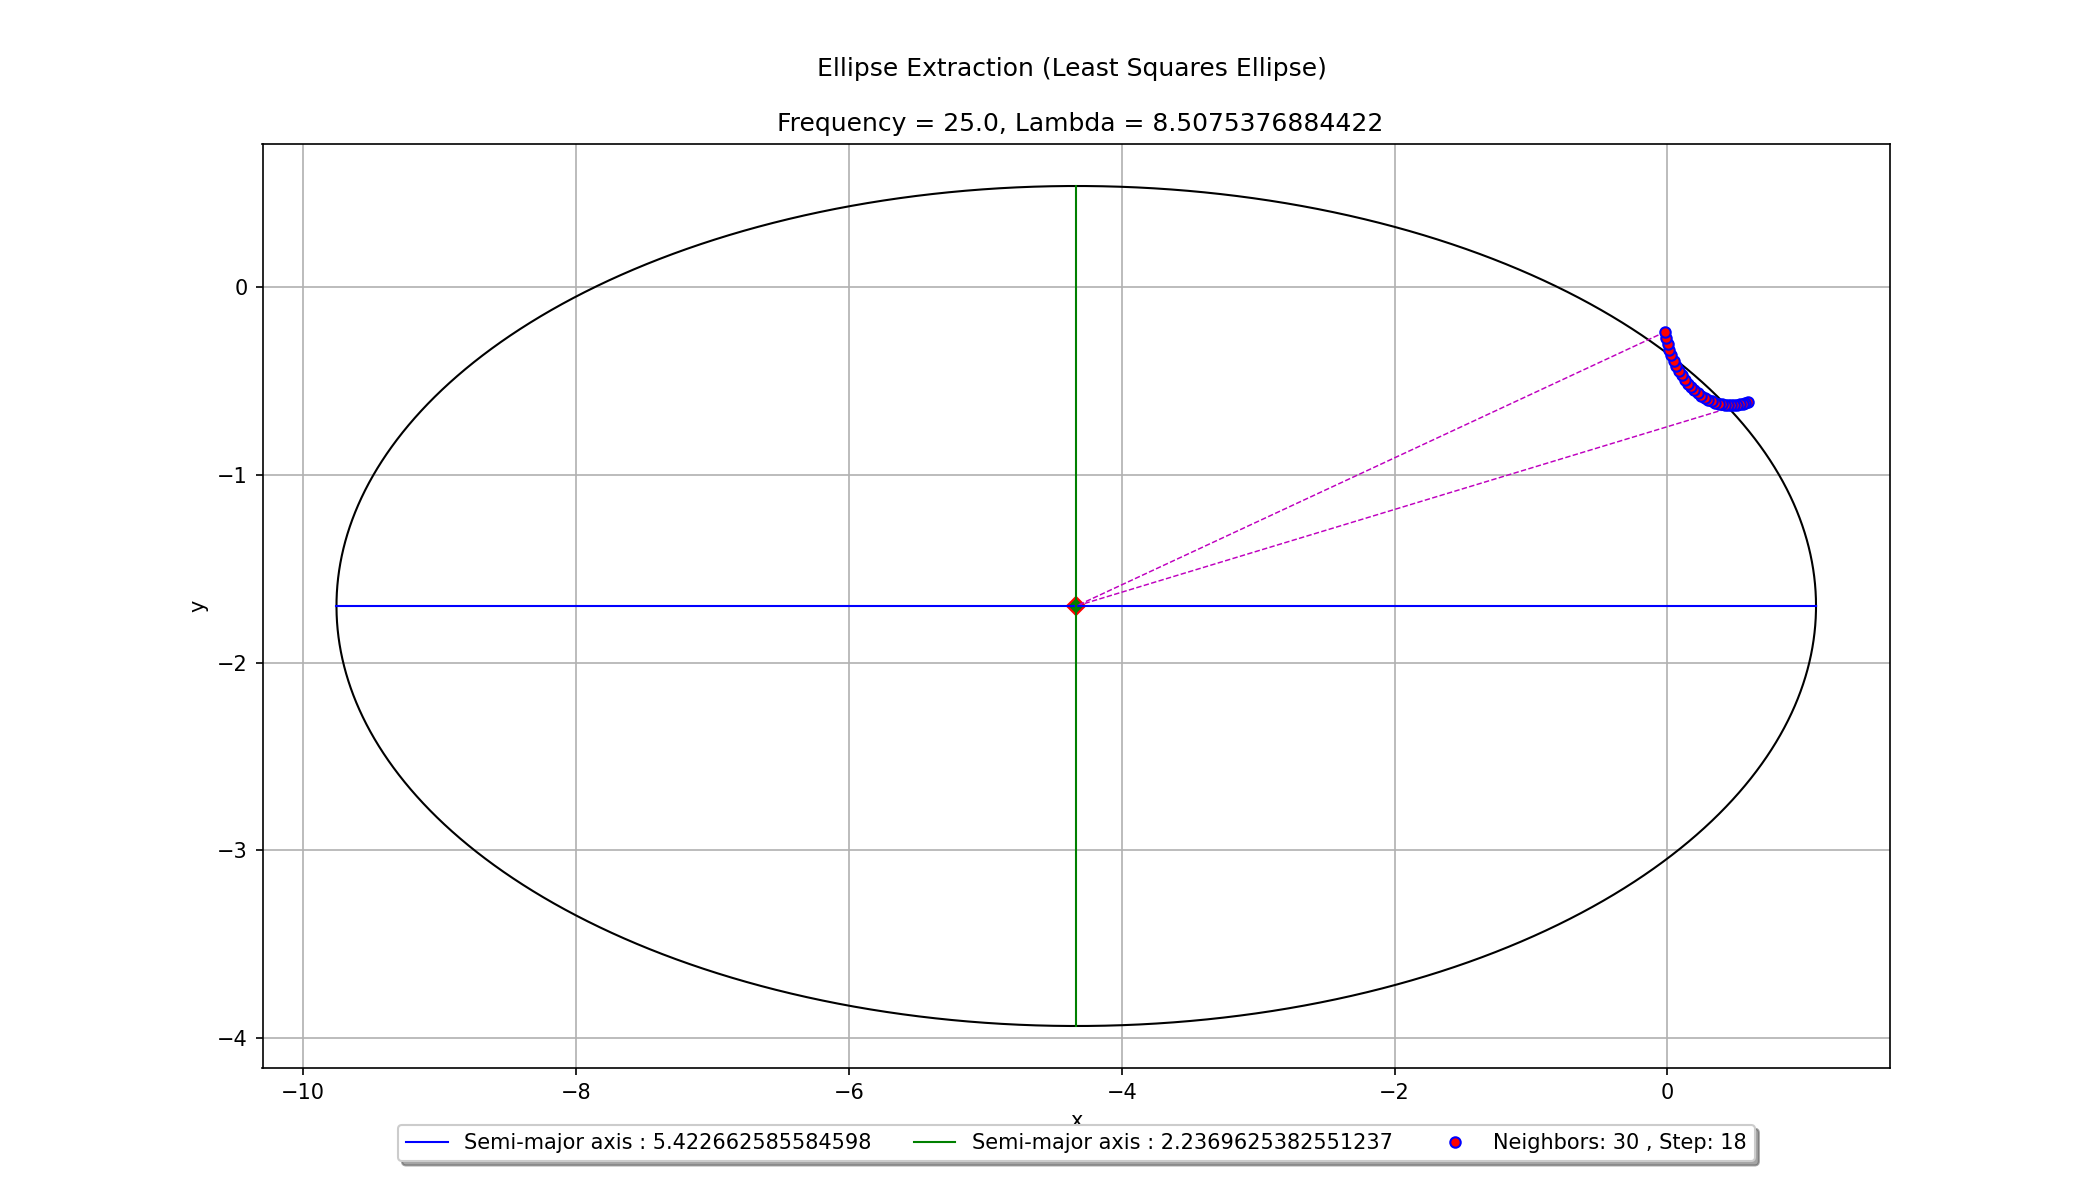 Ellipse Extraction (Least Squares Ellipse)
Frequency = 25.0, Lambda = 8.5075376884422
0
−1
−2
−3
−4
y
−10 −8 −6 −4 −2 0
x
Semi-major axis : 5.422662585584598 Semi-major axis : 2.2369625382551237 Neighbors: 30 , Step: 18